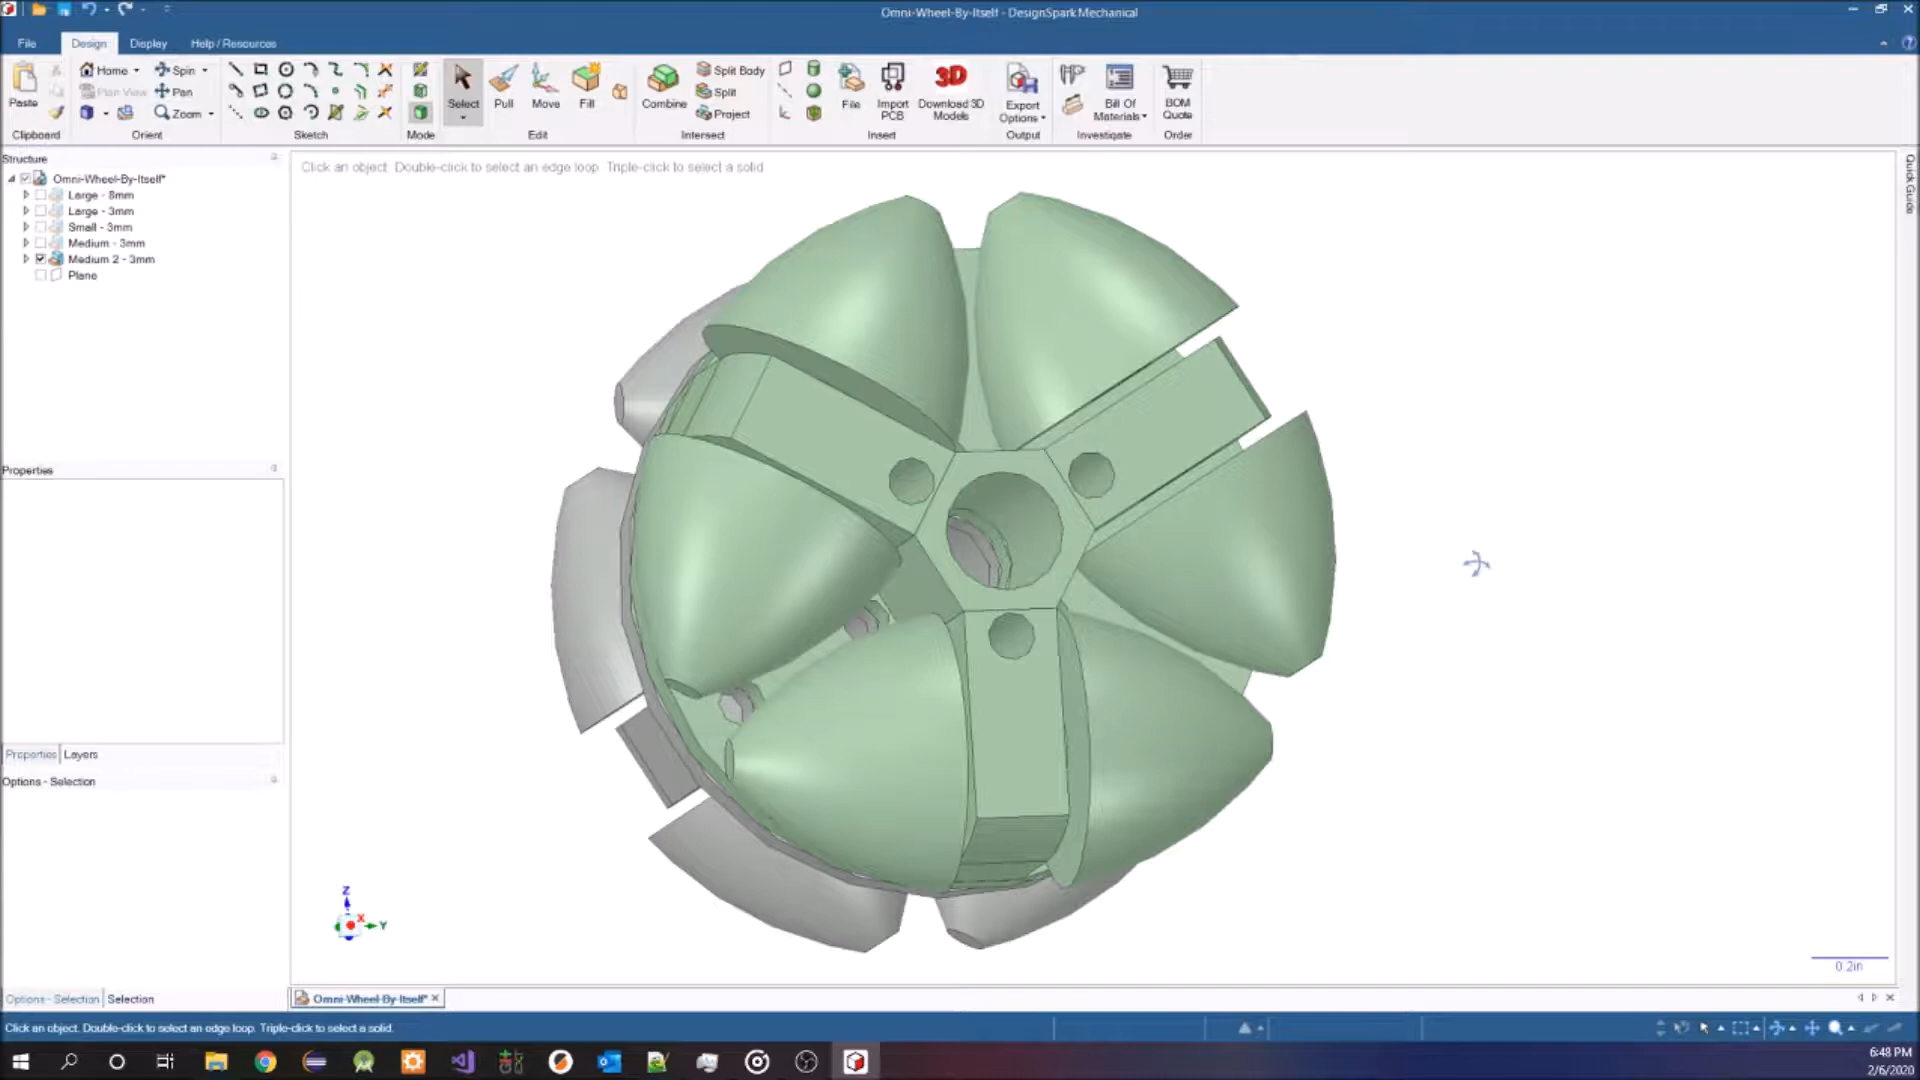 Omni-Wheel-By-Itself - DesignSpark Mechanical
File Design Display Help / Resources
Paste Home Spin Plan View Pan Zoom Select Pull Move Fill Combine Split Body Split Project File Import PCB Download 3D Models Export Options Bill Of Materials BOM Quote
3D
Clipboard Orient Sketch Mode Edit Intersect Insert Output Investigate Order
Structure
Click an object Double-click to select an edge loop Triple-click to select a solid
Quick Guide
Omni-Wheel-By-Itself*
Large - 8mm
Large - 3mm
Small - 3mm
Medium - 3mm
Medium 2 - 3mm
Plane
Properties
Properties Layers
Options - Selection
Z
X
Y
0.2in
Options - Selection Selection
Omni-Wheel-By-Itself*
Click an object. Double-click to select an edge loop. Triple-click to select a solid.
6:48 PM
2/6/2020